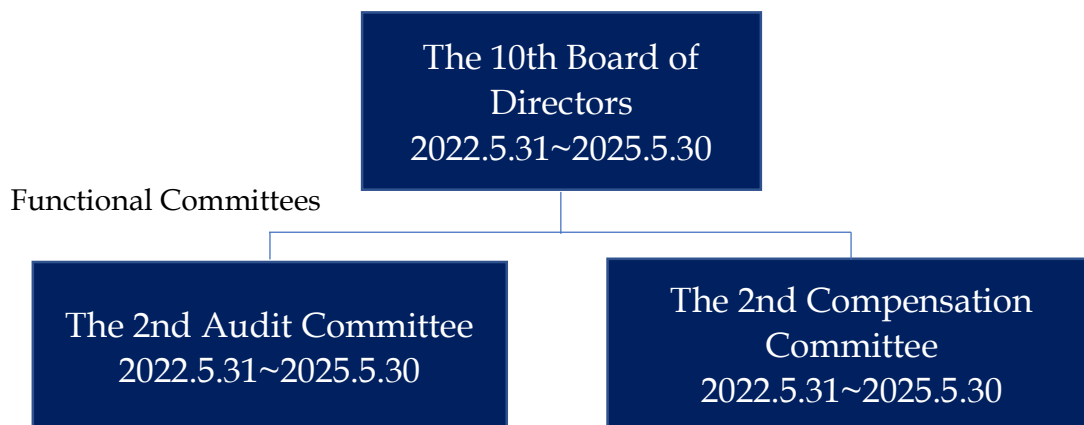 The 10th Board of
Directors
2022.5.31~2025.5.30
Functional Committees
The 2nd Audit Committee
2022.5.31~2025.5.30
The 2nd Compensation
Committee
2022.5.31~2025.5.30